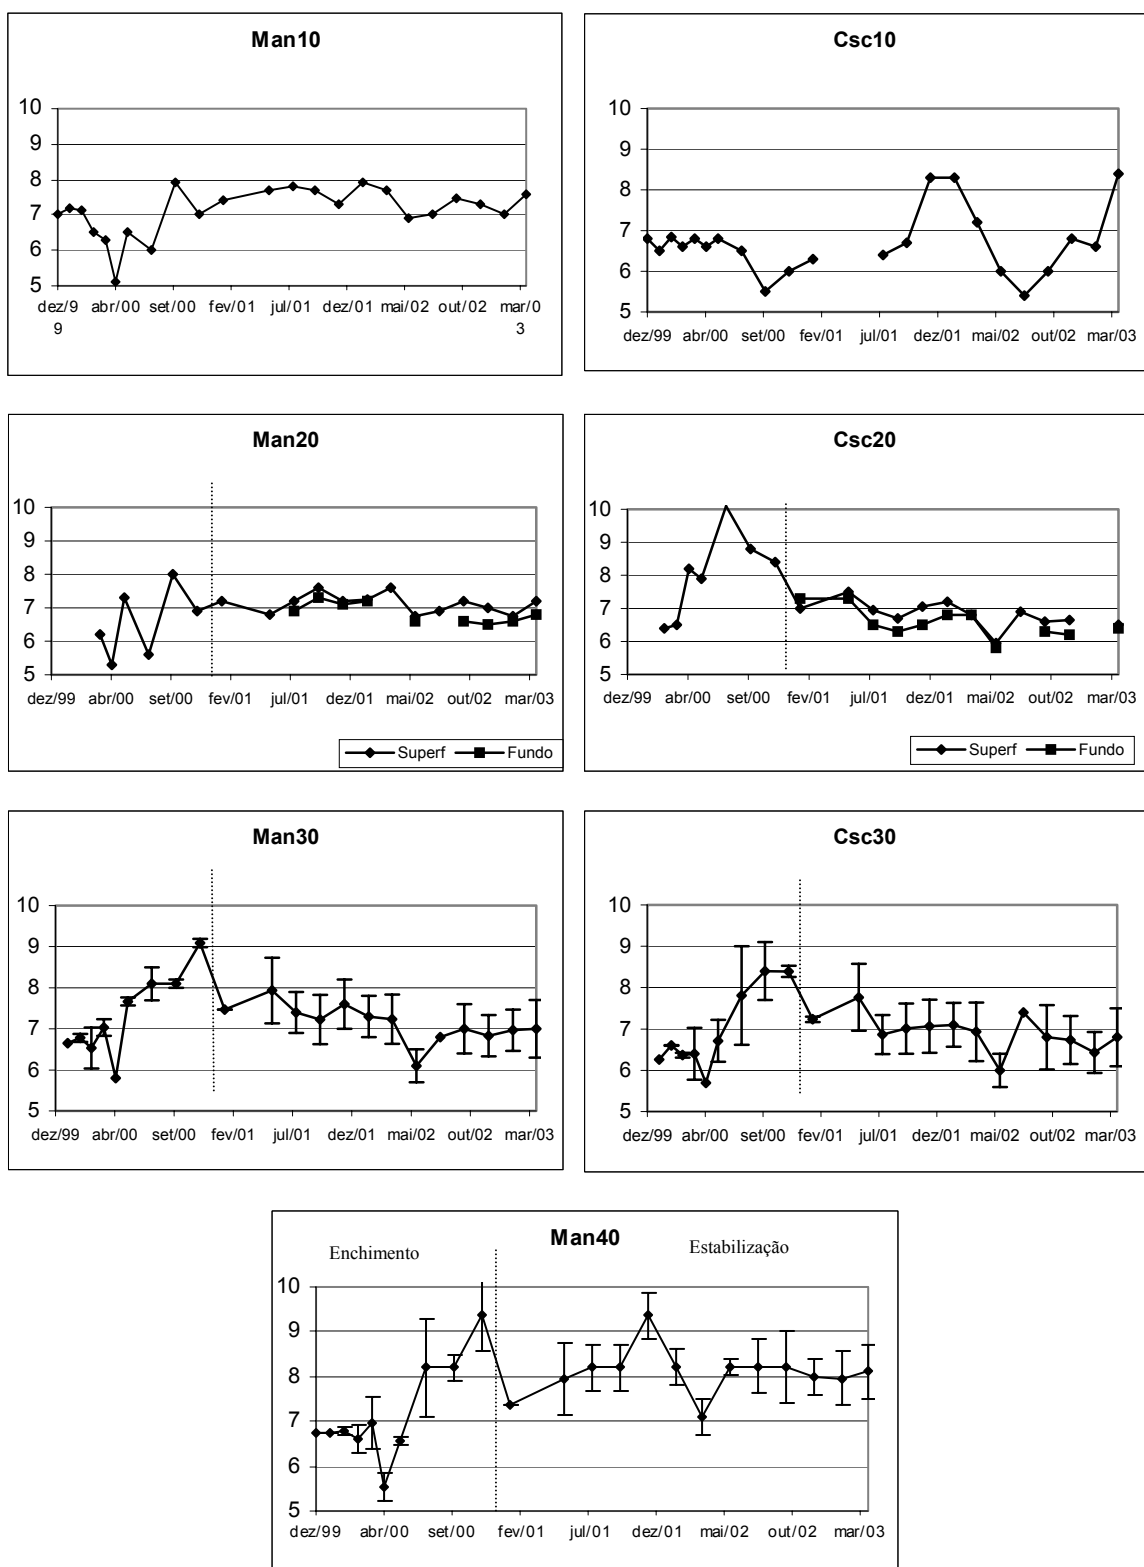 Man10
10
9
8
7
6
5
dez/9
9
abr/00 set/00 fev/01 jul/01 dez/01 mai/02 out/02 mar/0
3
Csc10
10
9
8
7
6
5
dez/99 abr/00 set/00 fev/01 jul/01 dez/01 mai/02 out/02 mar/03
Man20
10
9
8
7
6
5
dez/99 abr/00 set/00 fev/01 jul/01 dez/01 mai/02 out/02 mar/03
Superf Fundo
Csc20
10
9
8
7
6
5
dez/99 abr/00 set/00 fev/01 jul/01 dez/01 mai/02 out/02 mar/03
Superf Fundo
Man30
10
9
8
7
6
5
dez/99 abr/00 set/00 fev/01 jul/01 dez/01 mai/02 out/02 mar/03
Csc30
10
9
8
7
6
5
dez/99 abr/00 set/00 fev/01 jul/01 dez/01 mai/02 out/02 mar/03
Man40
Enchimento Estabilização
10
9
8
7
6
5
dez/99 abr/00 set/00 fev/01 jul/01 dez/01 mai/02 out/02 mar/03